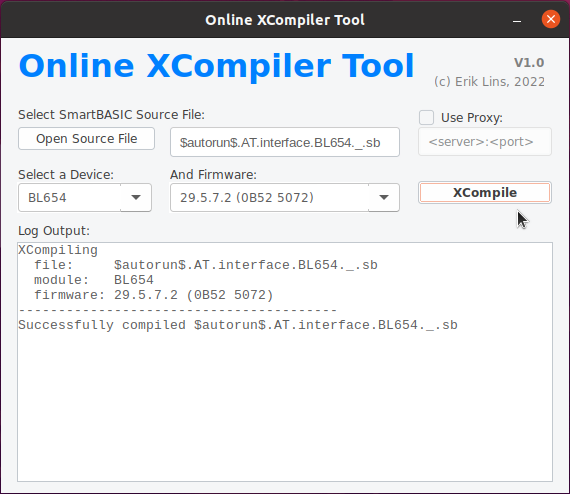 Online XCompiler Tool
Online XCompiler Tool
V1.0
(c) Erik Lins, 2022
Select SmartBASIC Source File:
Use Proxy:
Open Source File
$autorun$.AT.interface.BL654._.sb
<server>:<port>
Select a Device:
And Firmware:
BL654
29.5.7.2 (0B52 5072)
XCompile
Log Output:
XCompiling
  file:     $autorun$.AT.interface.BL654._.sb
  module:   BL654
  firmware: 29.5.7.2 (0B52 5072)
----------------------------------------
Successfully compiled $autorun$.AT.interface.BL654._.sb